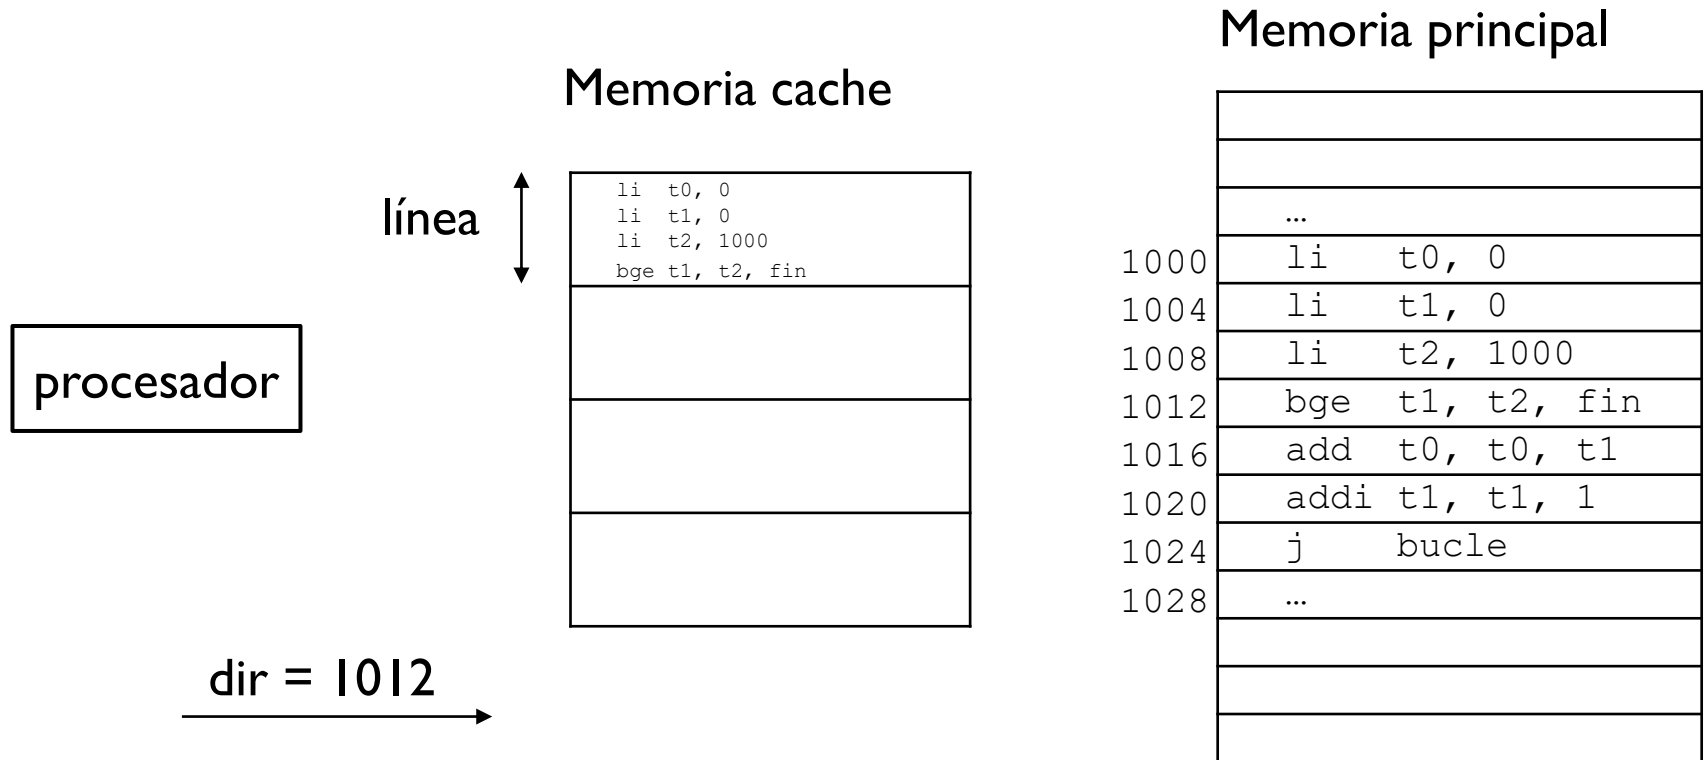 Memoria principal
Memoria cache
línea
li t0, 0
li t1, 0
li t2, 1000
bge t1, t2, fin
procesador
dir = 1012
…
1000 li t0, 0
1004 li t1, 0
1008 li t2, 1000
1012 bge t1, t2, fin
1016 add t0, t0, t1
1020 addi t1, t1, 1
1024 j bucle
1028 …